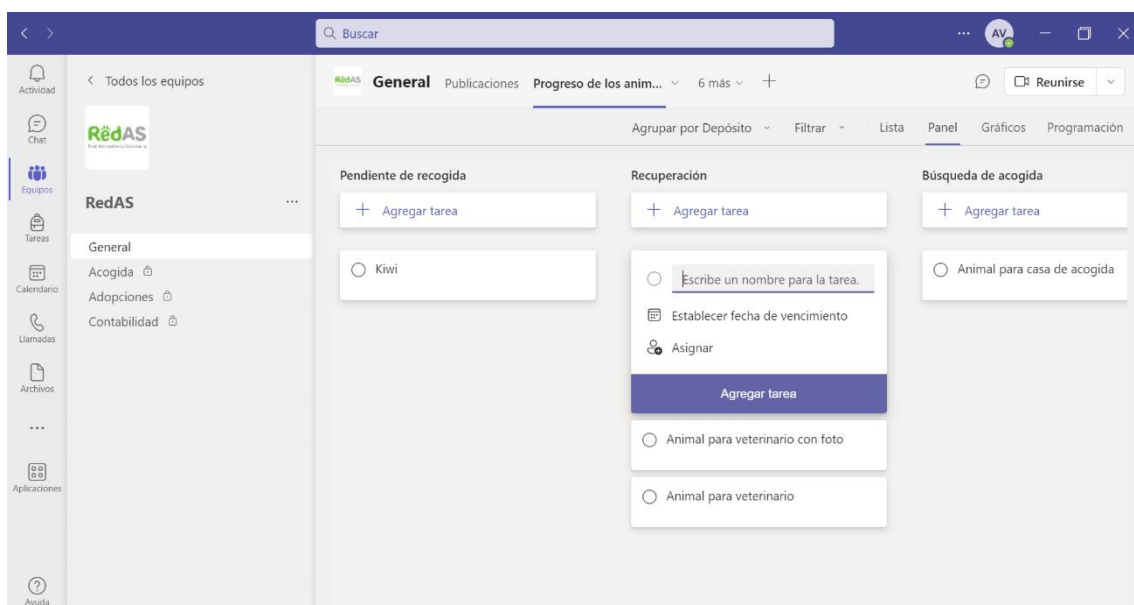 Buscar
AV
Actividad
Chat
Equipos
Tareas
Calendario
Llamadas
Archivos
Aplicaciones
Ayuda
Todos los equipos
RëdAS
RedAS
General
Acogida
Adopciones
Contabilidad
RëdAS General Publicaciones Progreso de los anim... 6 más
Reunirse
Agrupar por Depósito Filtrar Lista Panel Gráficos Programación
Pendiente de recogida
Agregar tarea
Kiwi
Recuperación
Agregar tarea
Escribe un nombre para la tarea.
Establecer fecha de vencimiento
Asignar
Agregar tarea
Animal para veterinario con foto
Animal para veterinario
Búsqueda de acogida
Agregar tarea
Animal para casa de acogida